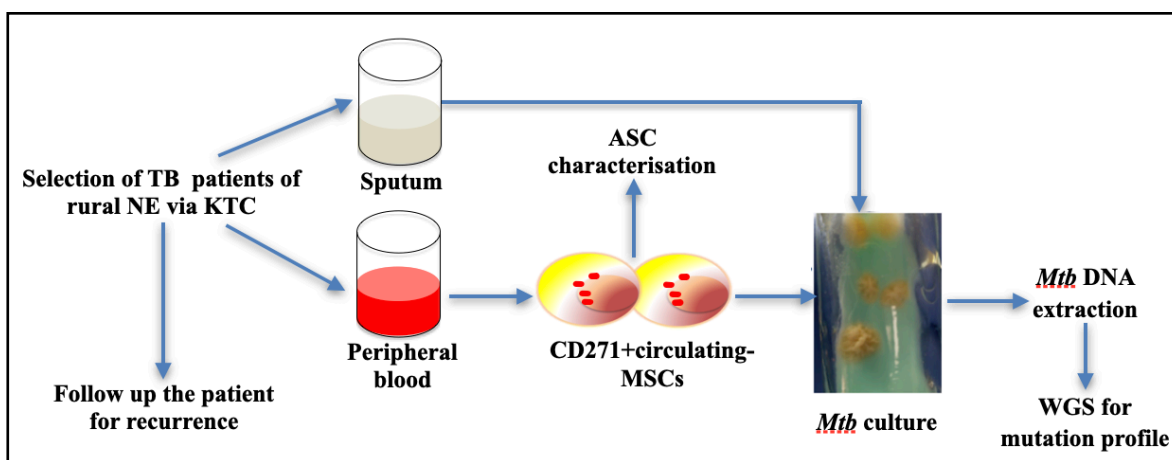 Selection of TB patients of
rural NE via KTC
Follow up the patient
for recurrence
Sputum
Peripheral
blood
ASC
characterisation
CD271+circulating-
MSCs
Mtb culture
Mtb DNA
extraction
WGS for
mutation profile